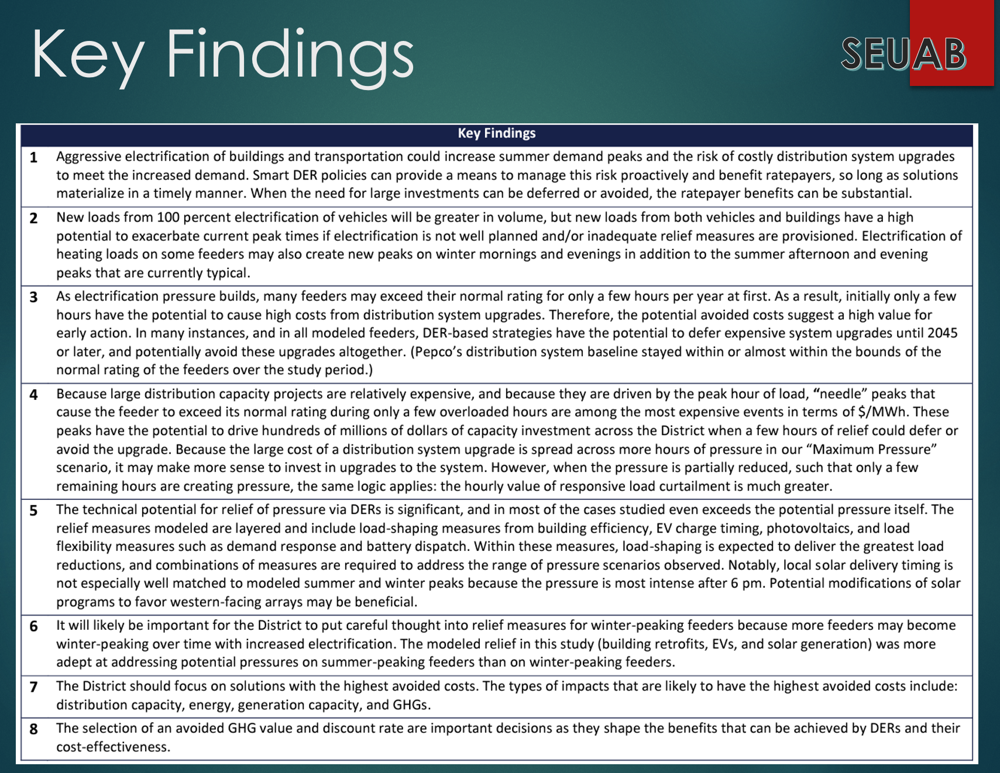 Key Findings
SEUAB
Key Findings
1 Aggressive electrification of buildings and transportation could increase summer demand peaks and the risk of costly distribution system upgrades
to meet the increased demand. Smart DER policies can provide a means to manage this risk proactively and benefit ratepayers, so long as solutions
materialize in a timely manner. When the need for large investments can be deferred or avoided, the ratepayer benefits can be substantial.
2 New loads from 100 percent electrification of vehicles will be greater in volume, but new loads from both vehicles and buildings have a high
potential to exacerbate current peak times if electrification is not well planned and/or inadequate relief measures are provisioned. Electrification of
heating loads on some feeders may also create new peaks on winter mornings and evenings in addition to the summer afternoon and evening
peaks that are currently typical.
3 As electrification pressure builds, many feeders may exceed their normal rating for only a few hours per year at first. As a result, initially only a few
hours have the potential to cause high costs from distribution system upgrades. Therefore, the potential avoided costs suggest a high value for
early action. In many instances, and in all modeled feeders, DER-based strategies have the potential to defer expensive system upgrades until 2045
or later, and potentially avoid these upgrades altogether. (Pepco’s distribution system baseline stayed within or almost within the bounds of the
normal rating of the feeders over the study period.)
4 Because large distribution capacity projects are relatively expensive, and because they are driven by the peak hour of load, “needle” peaks that
cause the feeder to exceed its normal rating during only a few overloaded hours are among the most expensive events in terms of $/MWh. These
peaks have the potential to drive hundreds of millions of dollars of capacity investment across the District when a few hours of relief could defer or
avoid the upgrade. Because the large cost of a distribution system upgrade is spread across more hours of pressure in our “Maximum Pressure”
scenario, it may make more sense to invest in upgrades to the system. However, when the pressure is partially reduced, such that only a few
remaining hours are creating pressure, the same logic applies: the hourly value of responsive load curtailment is much greater.
5 The technical potential for relief of pressure via DERs is significant, and in most of the cases studied even exceeds the potential pressure itself. The
relief measures modeled are layered and include load-shaping measures from building efficiency, EV charge timing, photovoltaics, and load
flexibility measures such as demand response and battery dispatch. Within these measures, load-shaping is expected to deliver the greatest load
reductions, and combinations of measures are required to address the range of pressure scenarios observed. Notably, local solar delivery timing is
not especially well matched to modeled summer and winter peaks because the pressure is most intense after 6 pm. Potential modifications of solar
programs to favor western-facing arrays may be beneficial.
6 It will likely be important for the District to put careful thought into relief measures for winter-peaking feeders because more feeders may become
winter-peaking over time with increased electrification. The modeled relief in this study (building retrofits, EVs, and solar generation) was more
adept at addressing potential pressures on summer-peaking feeders than on winter-peaking feeders.
7 The District should focus on solutions with the highest avoided costs. The types of impacts that are likely to have the highest avoided costs include:
distribution capacity, energy, generation capacity, and GHGs.
8 The selection of an avoided GHG value and discount rate are important decisions as they shape the benefits that can be achieved by DERs and their
cost-effectiveness.